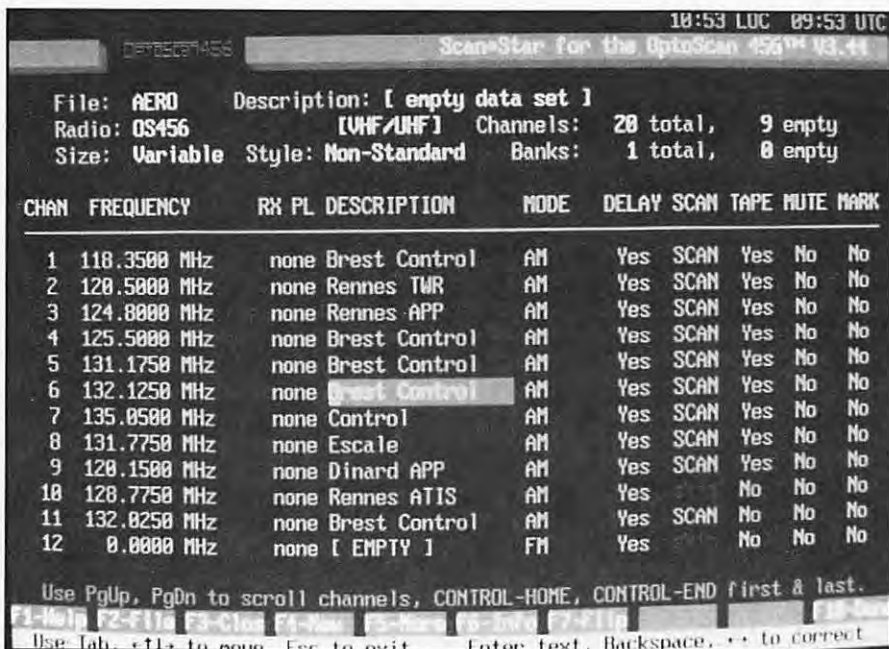 10:53 LOC 09:53 UTC
OPTOSCAN456 Scan*Star for the OptoScan 456™ V3.44
File: AERO Description: [ empty data set ]
Radio: OS456 [VHF/UHF] Channels: 20 total, 9 empty
Size: Variable Style: Non-Standard Banks: 1 total, 0 empty
CHAN FREQUENCY RX PL DESCRIPTION MODE DELAY SCAN TAPE MUTE MARK
1 118.3500 MHz none Brest Control AM Yes SCAN Yes No No
2 120.5000 MHz none Rennes TWR AM Yes SCAN Yes No No
3 124.8000 MHz none Rennes APP AM Yes SCAN Yes No No
4 125.5000 MHz none Brest Control AM Yes SCAN Yes No No
5 131.1750 MHz none Brest Control AM Yes SCAN Yes No No
6 132.1250 MHz none Brest Control AM Yes SCAN Yes No No
7 135.0500 MHz none Control AM Yes SCAN Yes No No
8 131.7750 MHz none Escale AM Yes SCAN Yes No No
9 120.1500 MHz none Dinard APP AM Yes SCAN Yes No No
10 128.7750 MHz none Rennes ATIS AM Yes No No No
11 132.0250 MHz none Brest Control AM Yes SCAN No No No
12 0.0000 MHz none [ EMPTY ] FM Yes No No No
Use PgUp, PgDn to scroll channels, CONTROL-HOME, CONTROL-END first & last.
F1-Help F2-File F3-Clos F4-New F5-More F6-Info F7-Flip
Use Tab, ←↑↓→ to move, Esc to exit Enter text, Backspace, ←→ to correct